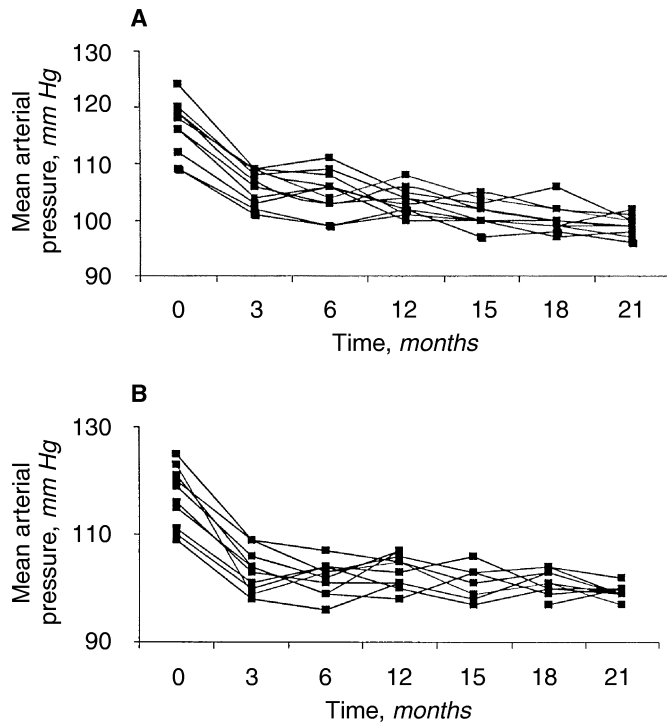 A
130
120
110
100
90
Mean arterial
pressure, mm Hg
0 3 6 12 15 18 21
Time, months
B
130
110
90
Mean arterial
pressure, mm Hg
0 3 6 12 15 18 21
Time, months